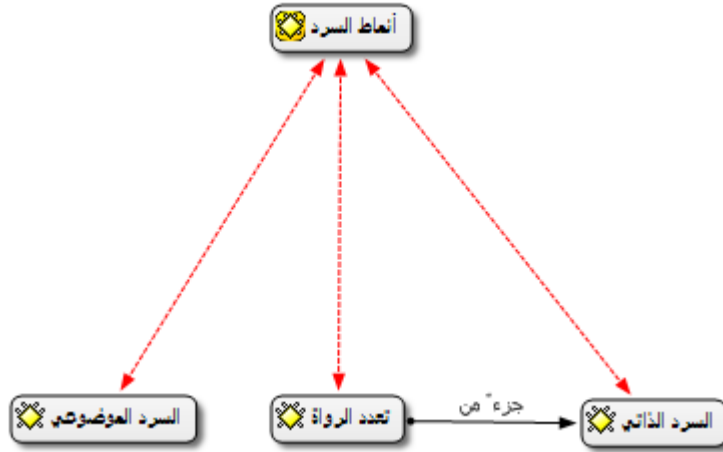 أنماط السرد
السرد الذاتي
جزءٌ من
تعدد الرواة
السرد الموضوعي